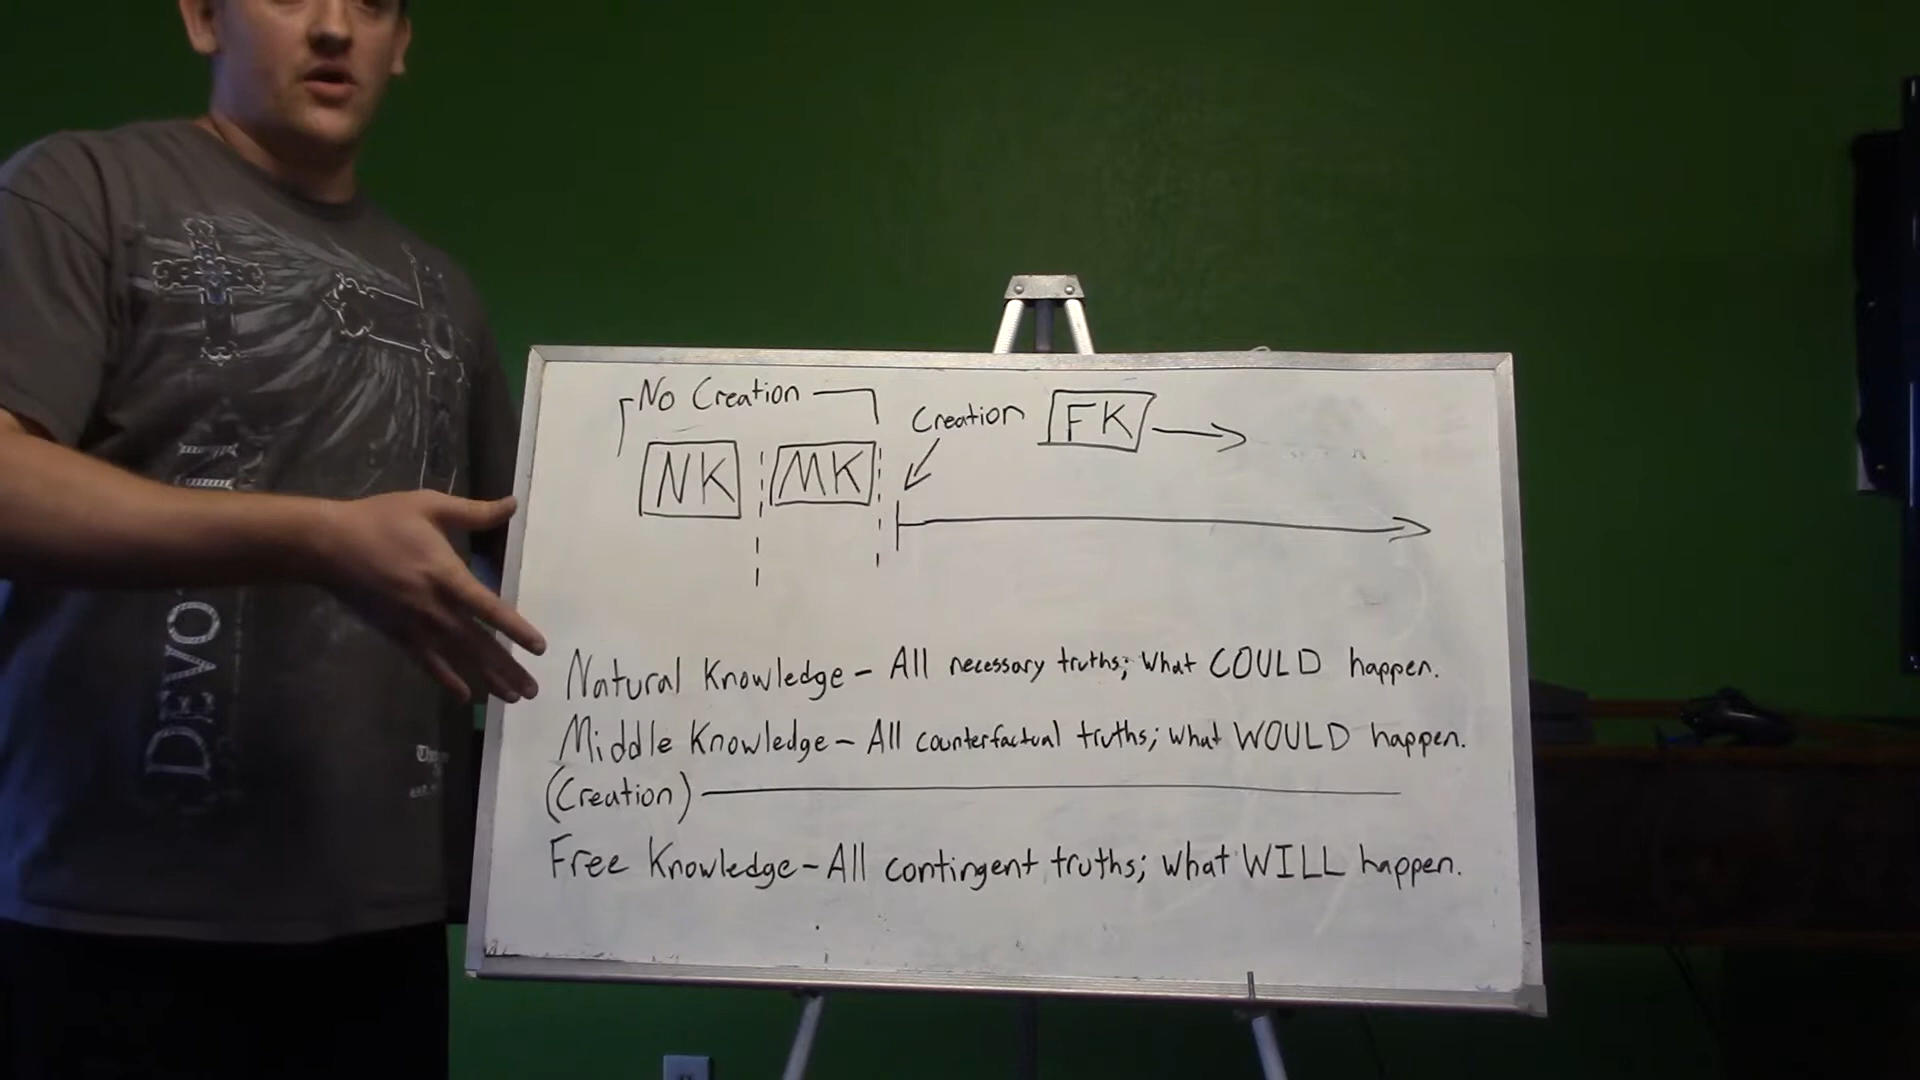 No Creation
Creation
FK
NK
MK
Natural Knowledge - All necessary truths; what COULD happen.
Middle Knowledge - All counterfactual truths; what WOULD happen.
(Creation)
Free Knowledge - All contingent truths; what WILL happen.